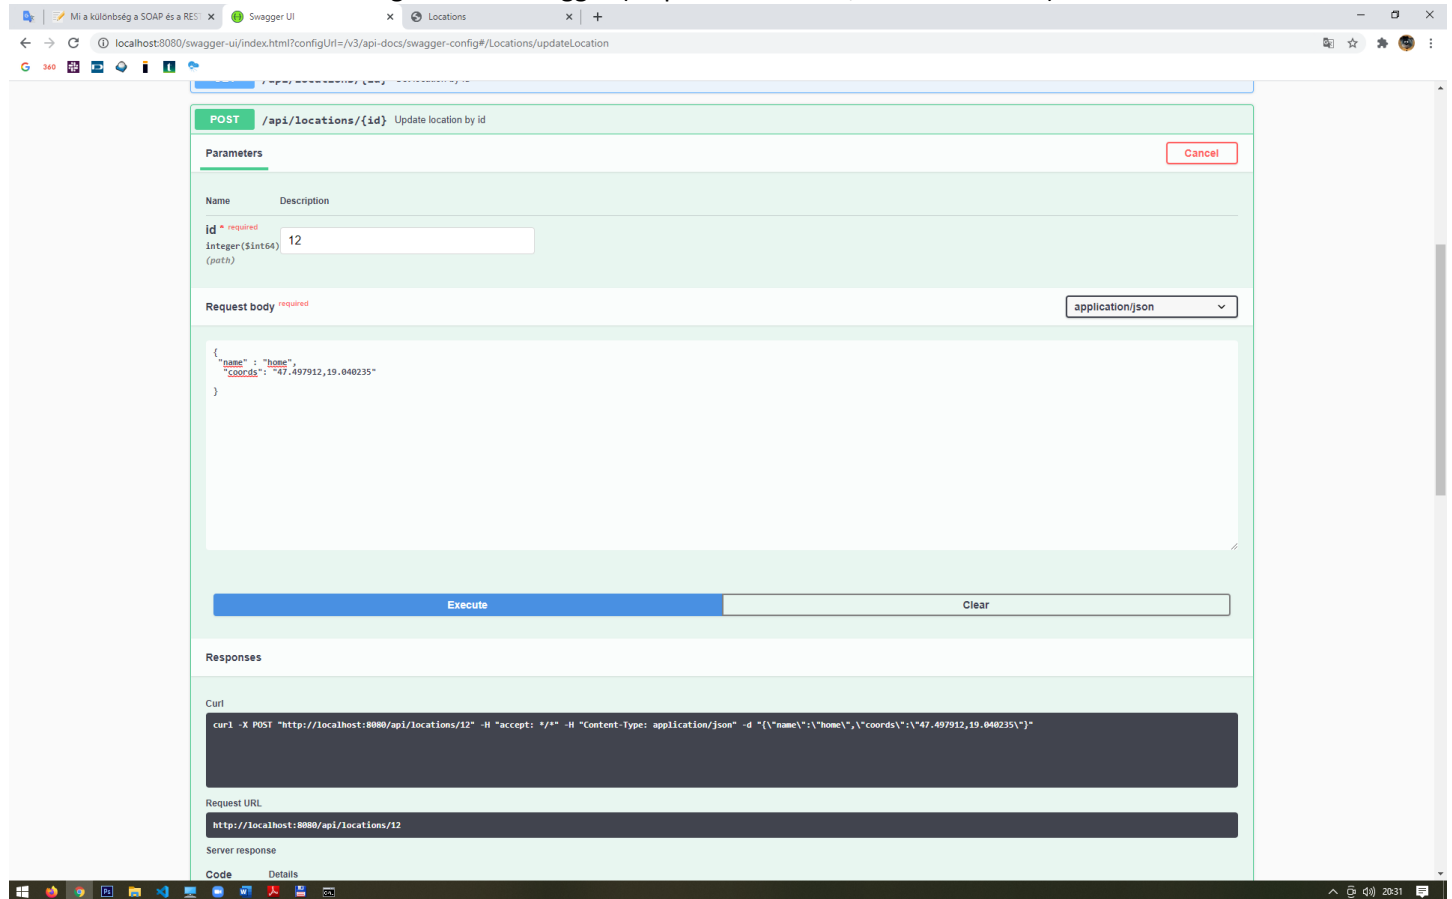 Mi a különbség a SOAP és a REST
Swagger UI
Locations
localhost:8080/swagger-ui/index.html?configUrl=/v3/api-docs/swagger-config#/Locations/updateLocation
360
POST /api/locations/{id} Update location by id
Parameters
Cancel
Name Description
id * required
integer($int64)
(path)
12
Request body required
application/json
{
"name" : "home",
"coords": "47.497912,19.040235"
}
Execute
Clear
Responses
Curl
curl -X POST "http://localhost:8080/api/locations/12" -H "accept: */*" -H "Content-Type: application/json" -d "{\"name\":\"home\",\"coords\":\"47.497912,19.040235\"}"
Request URL
http://localhost:8080/api/locations/12
Server response
Code Details
20:31